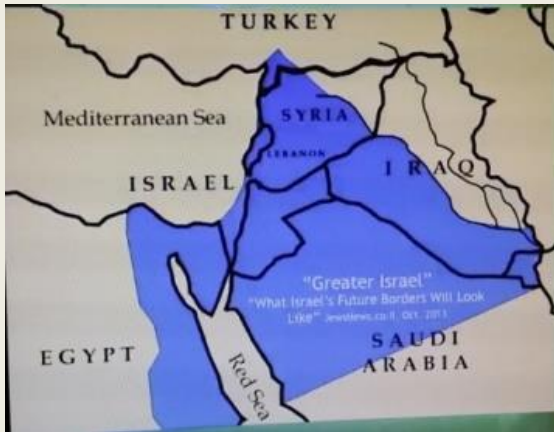 TURKEY
Mediterranean Sea
SYRIA
LEBANON
ISRAEL
IRAQ
"Greater Israel"
"What Israel's Future Borders Will Look
Like" JewsNews.co.il Oct. 2013
EGYPT
Red Sea
SAUDI
ARABIA